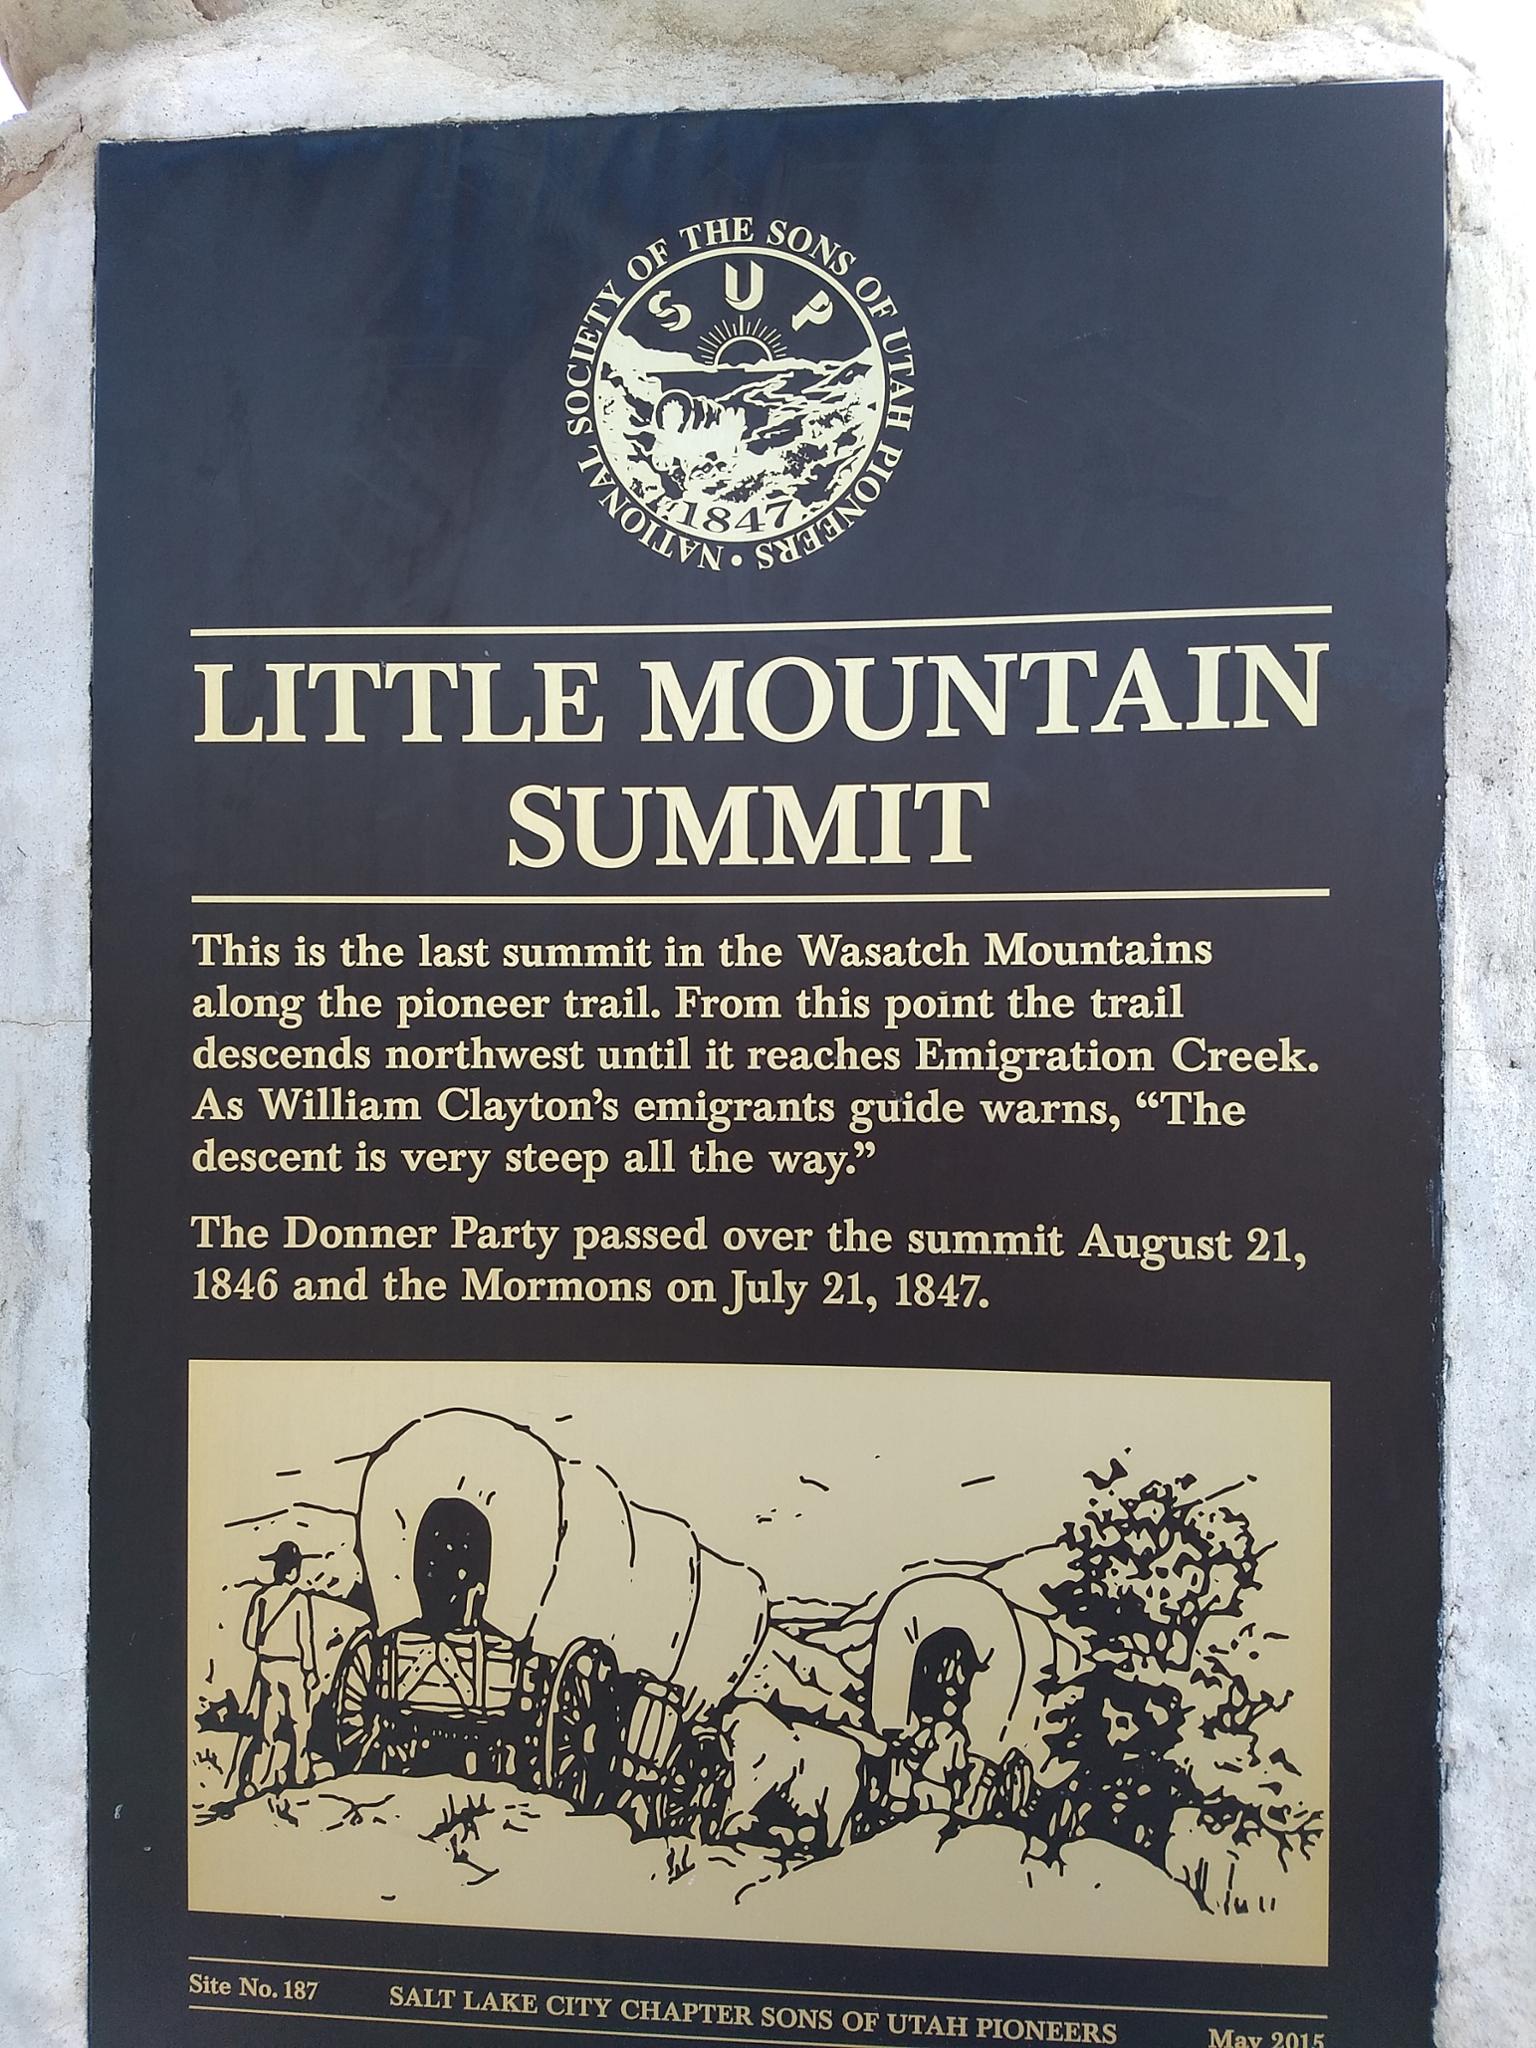 NATIONAL SOCIETY OF THE SONS OF UTAH PIONEERS •
SUP
1847
LITTLE MOUNTAIN
SUMMIT
This is the last summit in the Wasatch Mountains
along the pioneer trail. From this point the trail
descends northwest until it reaches Emigration Creek.
As William Clayton’s emigrants guide warns, “The
descent is very steep all the way.”
The Donner Party passed over the summit August 21,
1846 and the Mormons on July 21, 1847.
Site No. 187 SALT LAKE CITY CHAPTER SONS OF UTAH PIONEERS May 2015